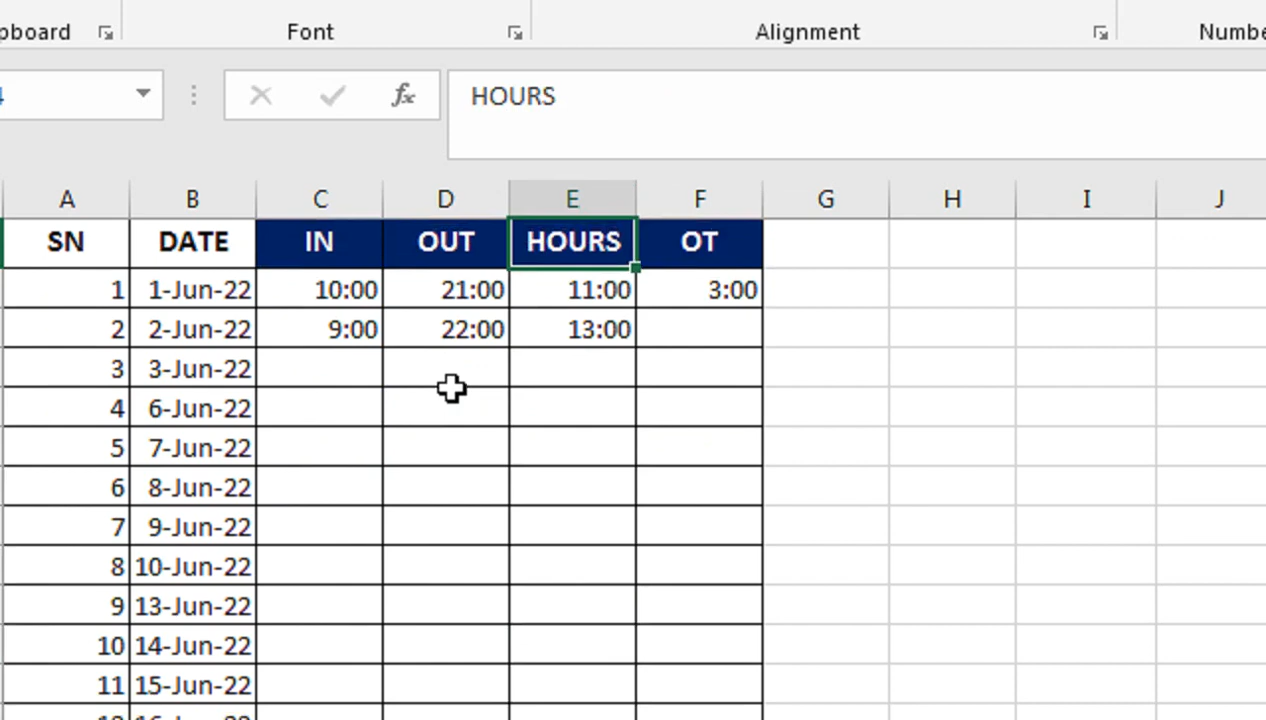 pboard Font Alignment Numbe
4 fx HOURS
A B C D E F G H I J
SN DATE IN OUT HOURS OT
1 1-Jun-22 10:00 21:00 11:00 3:00
2 2-Jun-22 9:00 22:00 13:00
3 3-Jun-22
4 6-Jun-22
5 7-Jun-22
6 8-Jun-22
7 9-Jun-22
8 10-Jun-22
9 13-Jun-22
10 14-Jun-22
11 15-Jun-22